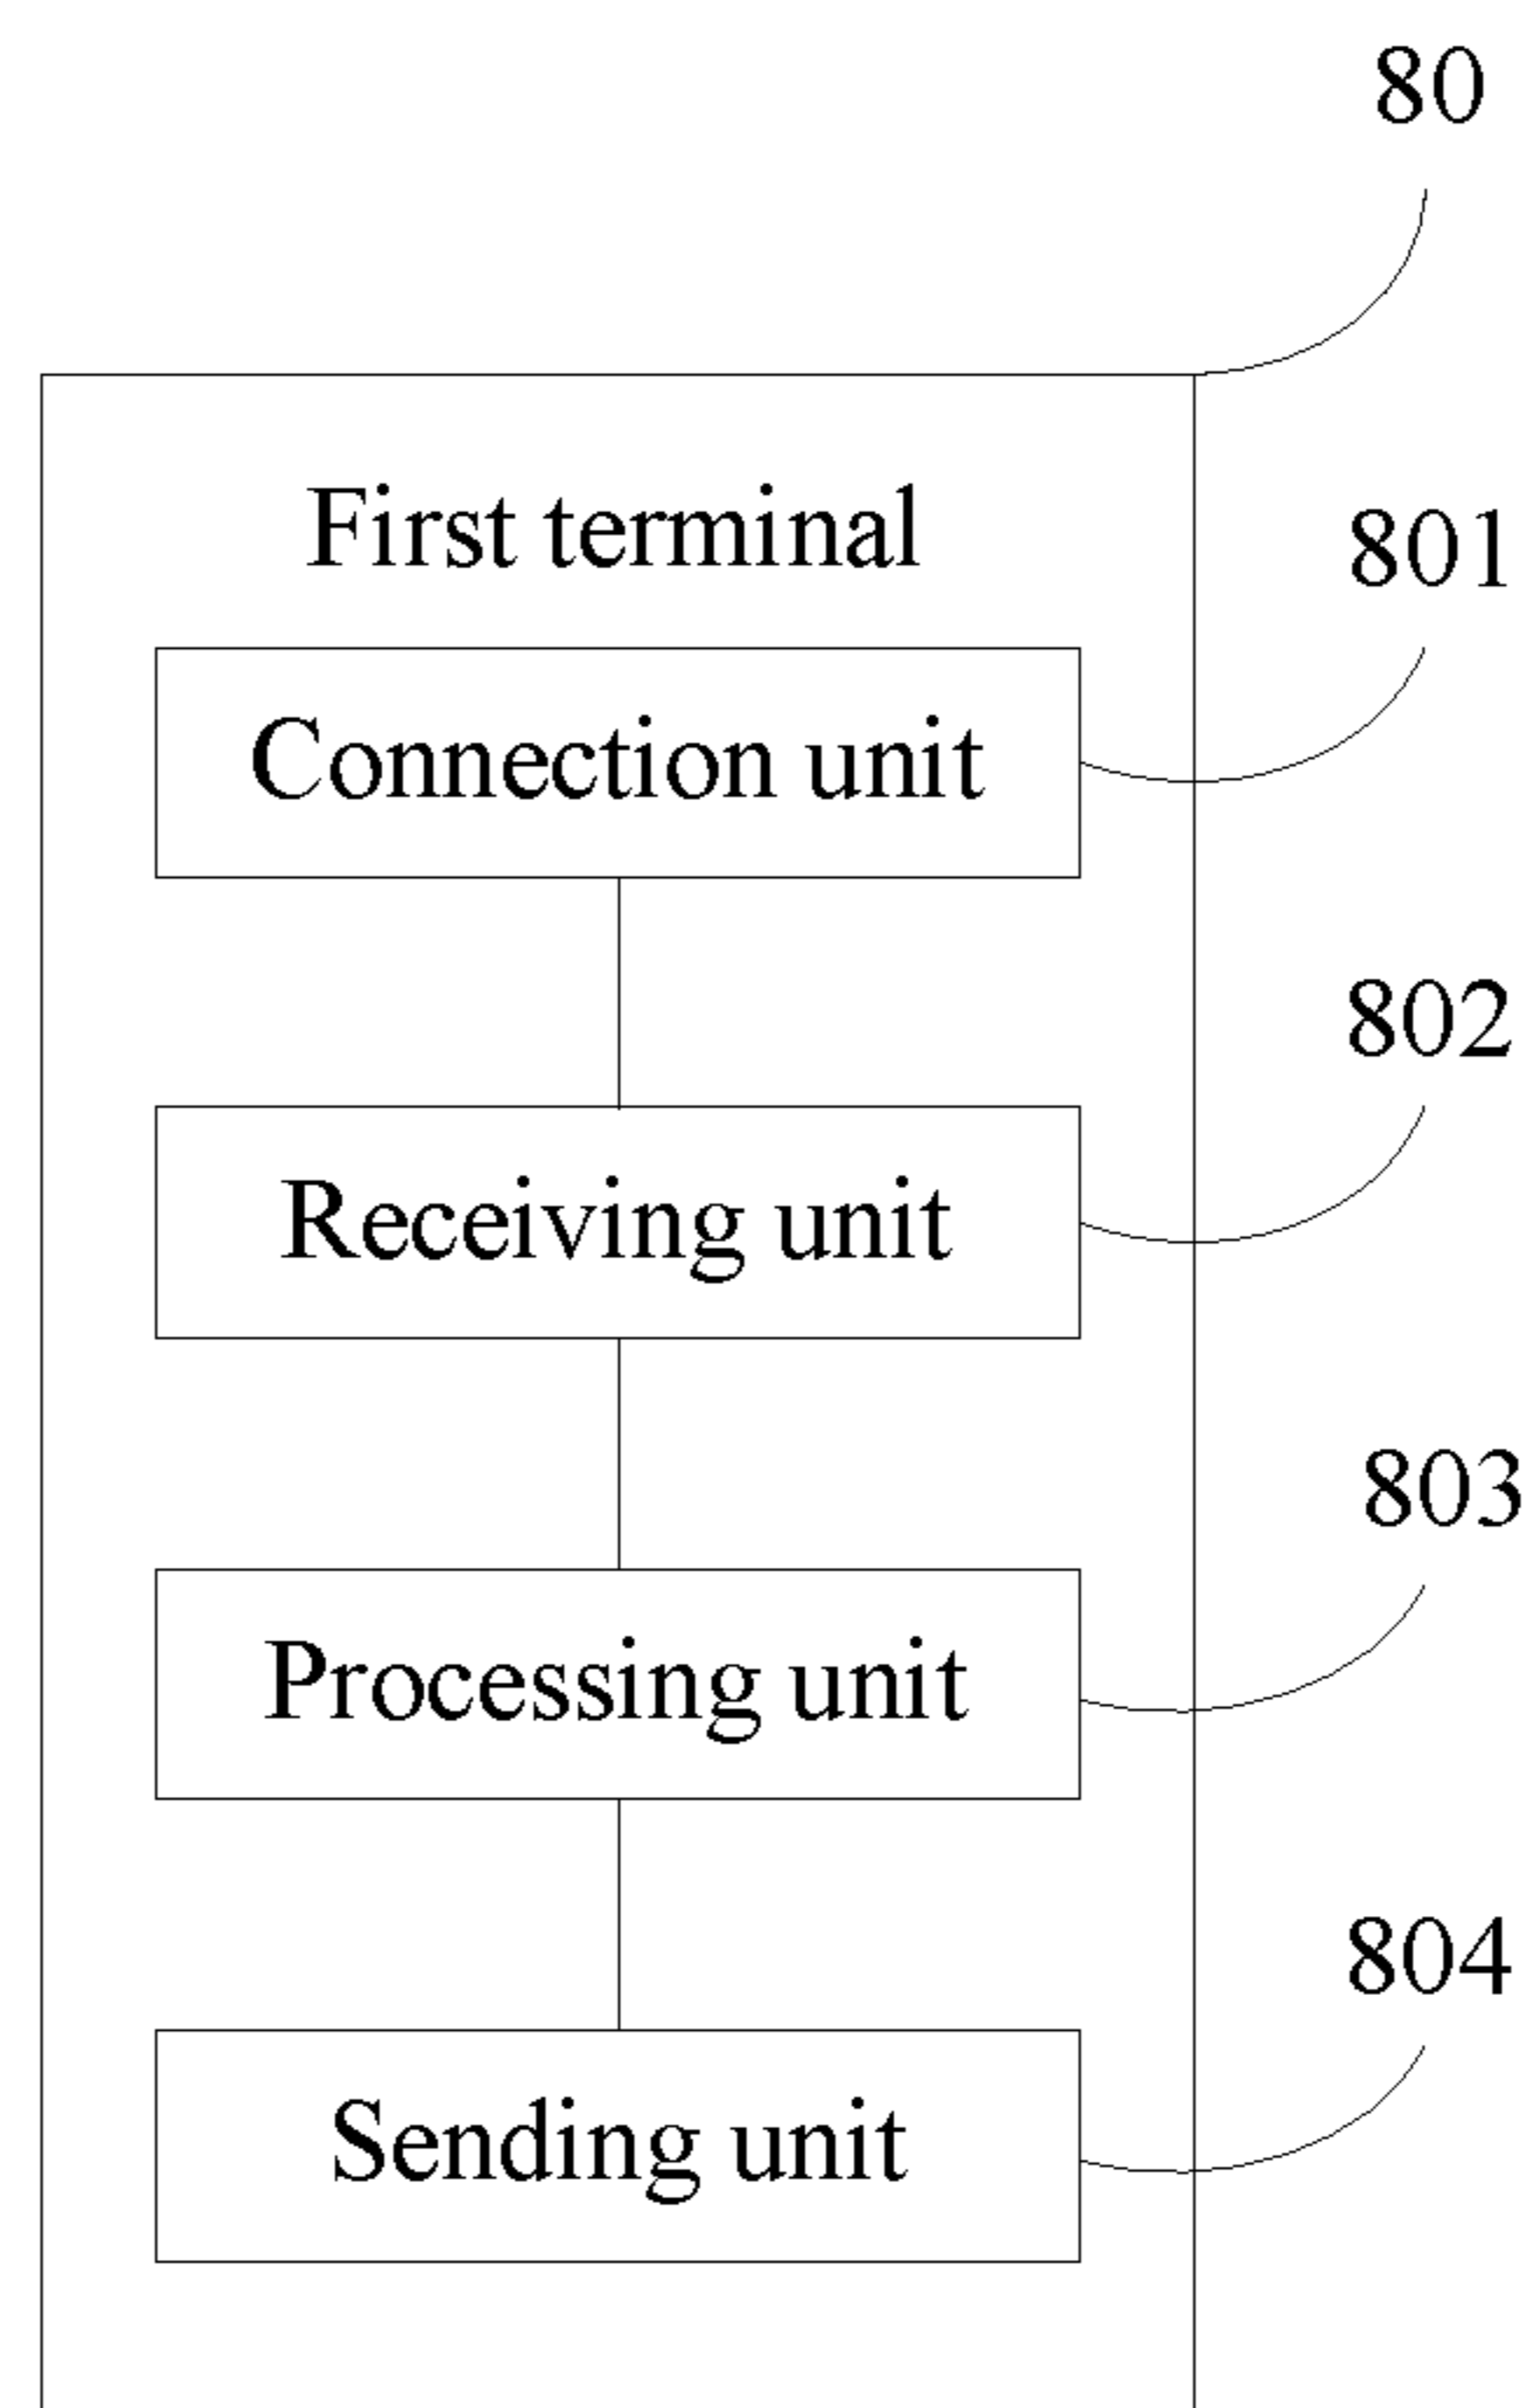 80
First terminal
801
Connection unit
802
Receiving unit
803
Processing unit
804
Sending unit